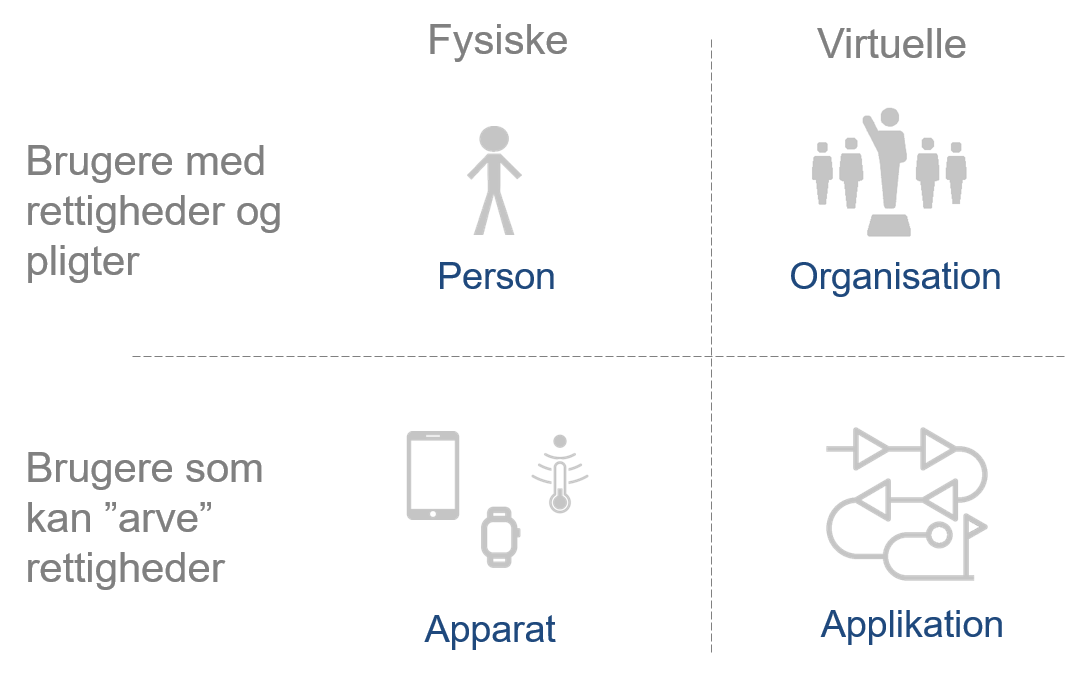 Fysiske
Virtuelle
Brugere med
rettigheder og
pligter
Person
Organisation
Brugere som
kan ”arve”
rettigheder
Apparat
Applikation